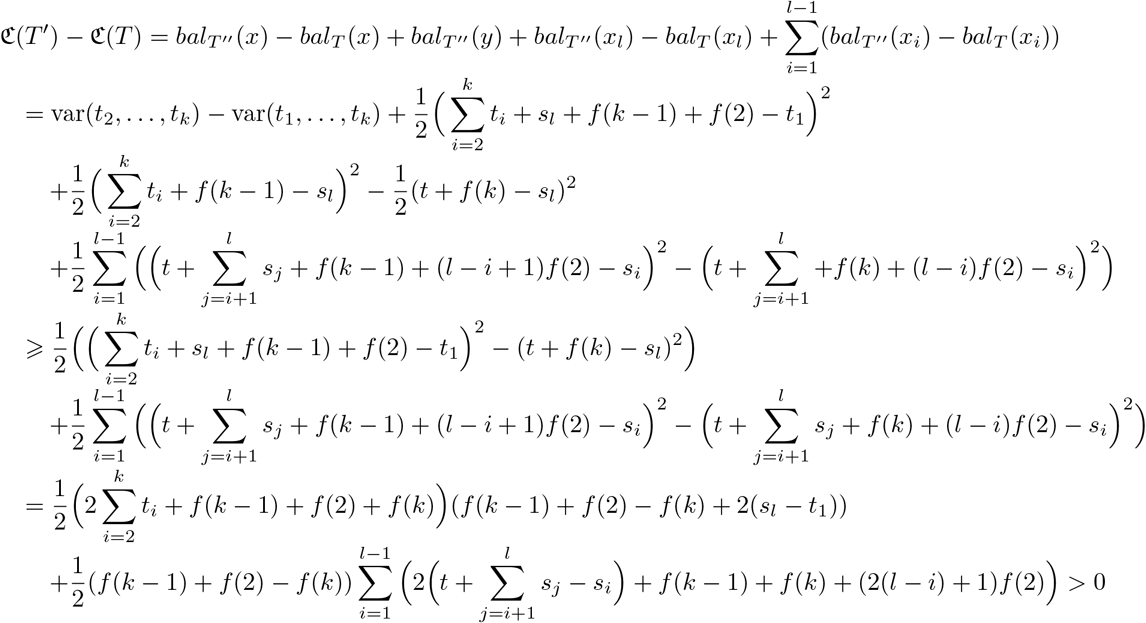 $\mathfrak{C}(T') - \mathfrak{C}(T) = bal_{T''}(x) - bal_T(x) + bal_{T''}(y) + bal_{T''}(x_l) - bal_T(x_l) + \sum_{i=1}^{l-1} (bal_{T''}(x_i) - bal_T(x_i))$
$= \text{var}(t_2, \ldots, t_k) - \text{var}(t_1, \ldots, t_k) + \frac{1}{2} \Big( \sum_{i=2}^{k} t_i + s_l + f(k-1) + f(2) - t_1 \Big)^2$
$+ \frac{1}{2} \Big( \sum_{i=2}^{k} t_i + f(k-1) - s_l \Big)^2 - \frac{1}{2} (t + f(k) - s_l)^2$
$+ \frac{1}{2} \sum_{i=1}^{l-1} \Big( \Big( t + \sum_{j=i+1}^{l} s_j + f(k-1) + (l-i+1)f(2) - s_i \Big)^2 - \Big( t + \sum_{j=i+1}^{l} + f(k) + (l-i)f(2) - s_i \Big)^2 \Big)$
$\geqslant \frac{1}{2} \Big( \Big( \sum_{i=2}^{k} t_i + s_l + f(k-1) + f(2) - t_1 \Big)^2 - (t + f(k) - s_l)^2 \Big)$
$+ \frac{1}{2} \sum_{i=1}^{l-1} \Big( \Big( t + \sum_{j=i+1}^{l} s_j + f(k-1) + (l-i+1)f(2) - s_i \Big)^2 - \Big( t + \sum_{j=i+1}^{l} s_j + f(k) + (l-i)f(2) - s_i \Big)^2 \Big)$
$= \frac{1}{2} \Big( 2 \sum_{i=2}^{k} t_i + f(k-1) + f(2) + f(k) \Big) (f(k-1) + f(2) - f(k) + 2(s_l - t_1))$
$+ \frac{1}{2} (f(k-1) + f(2) - f(k)) \sum_{i=1}^{l-1} \Big( 2 \Big( t + \sum_{j=i+1}^{l} s_j - s_i \Big) + f(k-1) + f(k) + (2(l-i)+1)f(2) \Big) > 0$